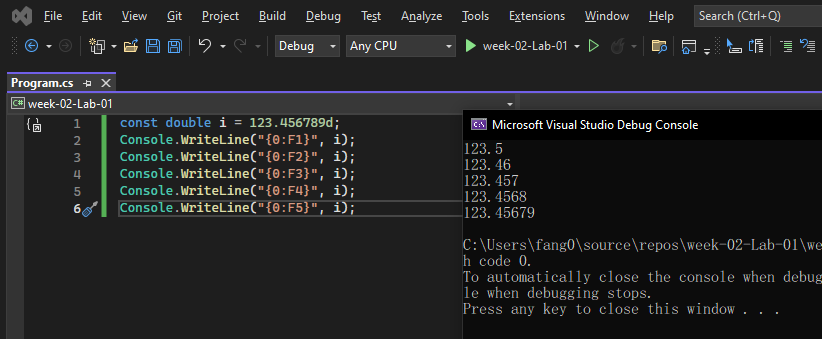 File Edit View Git Project Build Debug Test Analyze Tools Extensions Window Help Search (Ctrl+Q)
Debug Any CPU week-02-Lab-01
Program.cs
C# week-02-Lab-01
1 const double i = 123.456789d;
2 Console.WriteLine("{0:F1}", i);
3 Console.WriteLine("{0:F2}", i);
4 Console.WriteLine("{0:F3}", i);
5 Console.WriteLine("{0:F4}", i);
6 Console.WriteLine("{0:F5}", i);
Microsoft Visual Studio Debug Console
123.5
123.46
123.457
123.4568
123.45679
C:\Users\fang0\source\repos\week-02-Lab-01\we
h code 0.
To automatically close the console when debug
le when debugging stops.
Press any key to close this window . . .